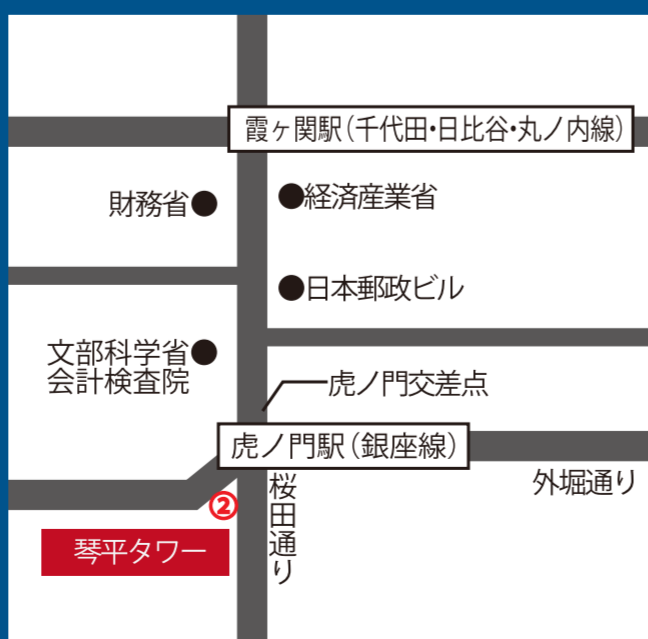 霞ヶ関駅(千代田・日比谷・丸ノ内線)
財務省●
●経済産業省
●日本郵政ビル
文部科学省●
会計検査院
虎ノ門交差点
虎ノ門駅(銀座線)
外堀通り
桜田通り
②
琴平タワー